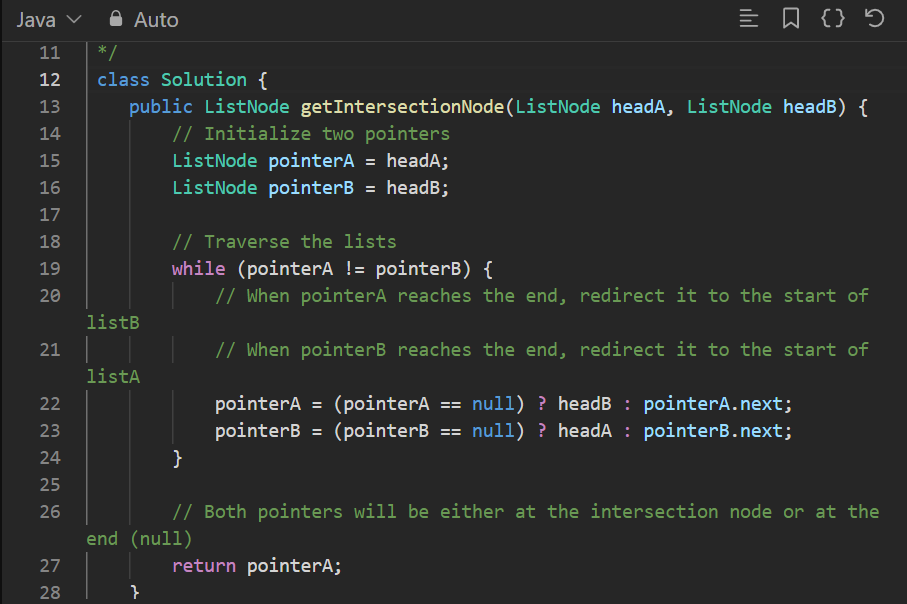 Java Auto
11 */
12 class Solution {
13 public ListNode getIntersectionNode(ListNode headA, ListNode headB) {
14 // Initialize two pointers
15 ListNode pointerA = headA;
16 ListNode pointerB = headB;
17
18 // Traverse the lists
19 while (pointerA != pointerB) {
20 // When pointerA reaches the end, redirect it to the start of
listB
21 // When pointerB reaches the end, redirect it to the start of
listA
22 pointerA = (pointerA == null) ? headB : pointerA.next;
23 pointerB = (pointerB == null) ? headA : pointerB.next;
24 }
25
26 // Both pointers will be either at the intersection node or at the
end (null)
27 return pointerA;
28 }